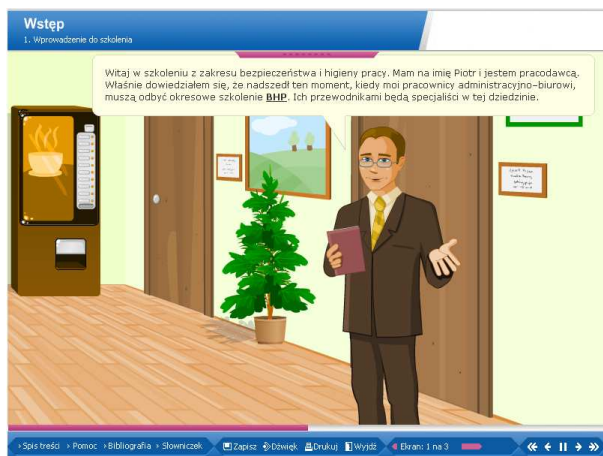 Wstęp
1. Wprowadzenie do szkolenia
Witaj w szkoleniu z zakresu bezpieczeństwa i higieny pracy. Mam na imię Piotr i jestem pracodawcą.
Właśnie dowiedziałem się, że nadszedł ten moment, kiedy moi pracownicy administracyjno-biurowi,
muszą odbyć okresowe szkolenie BHP. Ich przewodnikami będą specjaliści w tej dziedzinie.
Spis treści Pomoc Bibliografia Słowniczek Zapisz Dźwięk Drukuj Wyjdź Ekran: 1 na 3